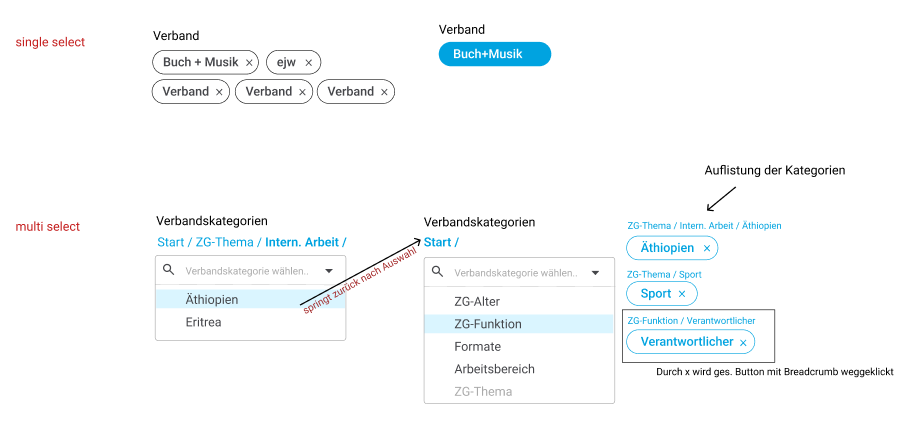 single select
Verband
Buch + Musik ×
ejw ×
Verband ×
Verband ×
Verband ×
Verband
Buch+Musik
multi select
Verbandskategorien
Start / ZG-Thema / Intern. Arbeit /
Verbandskategorie wählen..
Äthiopien
Eritrea
springt zurück nach Auswahl
Verbandskategorien
Start /
Verbandskategorie wählen..
ZG-Alter
ZG-Funktion
Formate
Arbeitsbereich
ZG-Thema
Auflistung der Kategorien
ZG-Thema / Intern. Arbeit / Äthiopien
Äthiopien ×
ZG-Thema / Sport
Sport ×
ZG-Funktion / Verantwortlicher
Verantwortlicher ×
Durch x wird ges. Button mit Breadcrumb weggeklickt